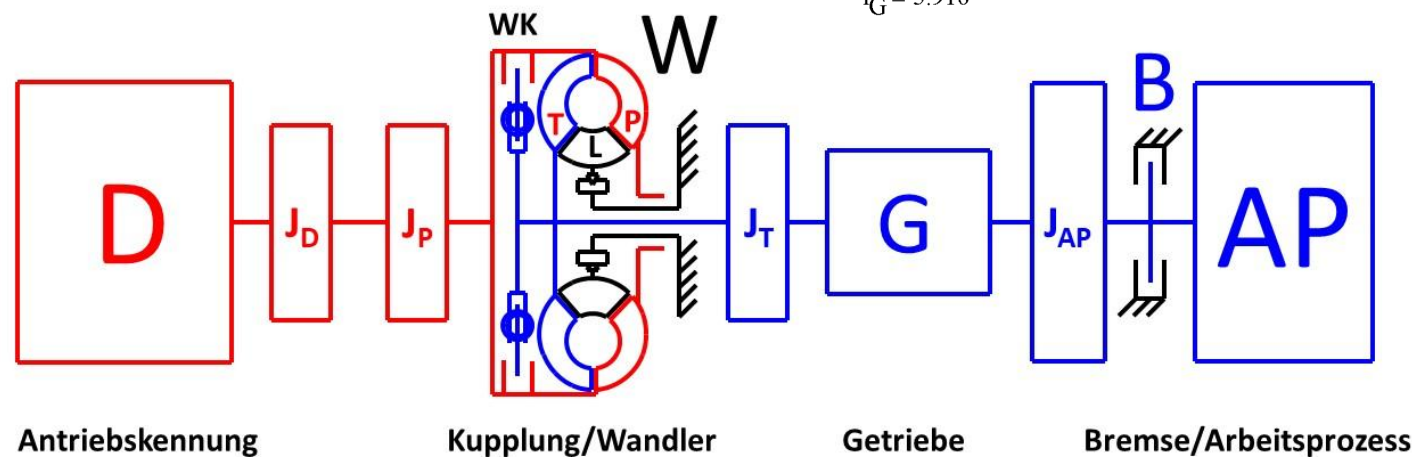 WK
W
B
T
P
L
D
J_D
J_P
J_T
G
J_AP
AP
Antriebskennung
Kupplung/Wandler
Getriebe
Bremse/Arbeitsprozess